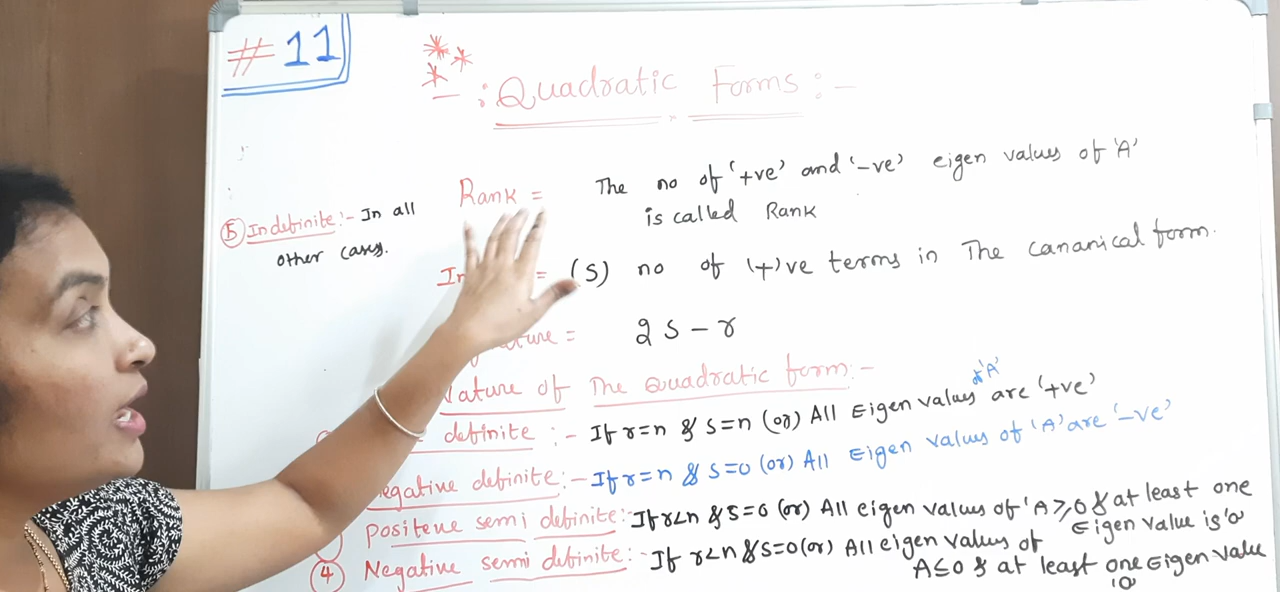 # 11
-: Quadratic Forms :-
Rank = The no of '+ve' and '-ve' eigen values of 'A'
is called Rank
⑤ Indefinite:- In all
other cases.
= (S) no of (+)ve terms in The cananical form.
= 2S-r
Nature of The Quadratic form:-
definite :- If r=n & S=n (or) All Eigen values of 'A' are '+ve'
Negative definite:- If r=n & S=0 (or) All Eigen values of 'A' are '-ve'
Positeve semi definite:- If r<n & S=0 (or) All eigen values of 'A ≥ 0 & at least one
Eigen value is '0'
④ Negative semi definite:- If r<n & S=0 (or) All eigen values of
A≤0 & at least one Eigen value
'0'